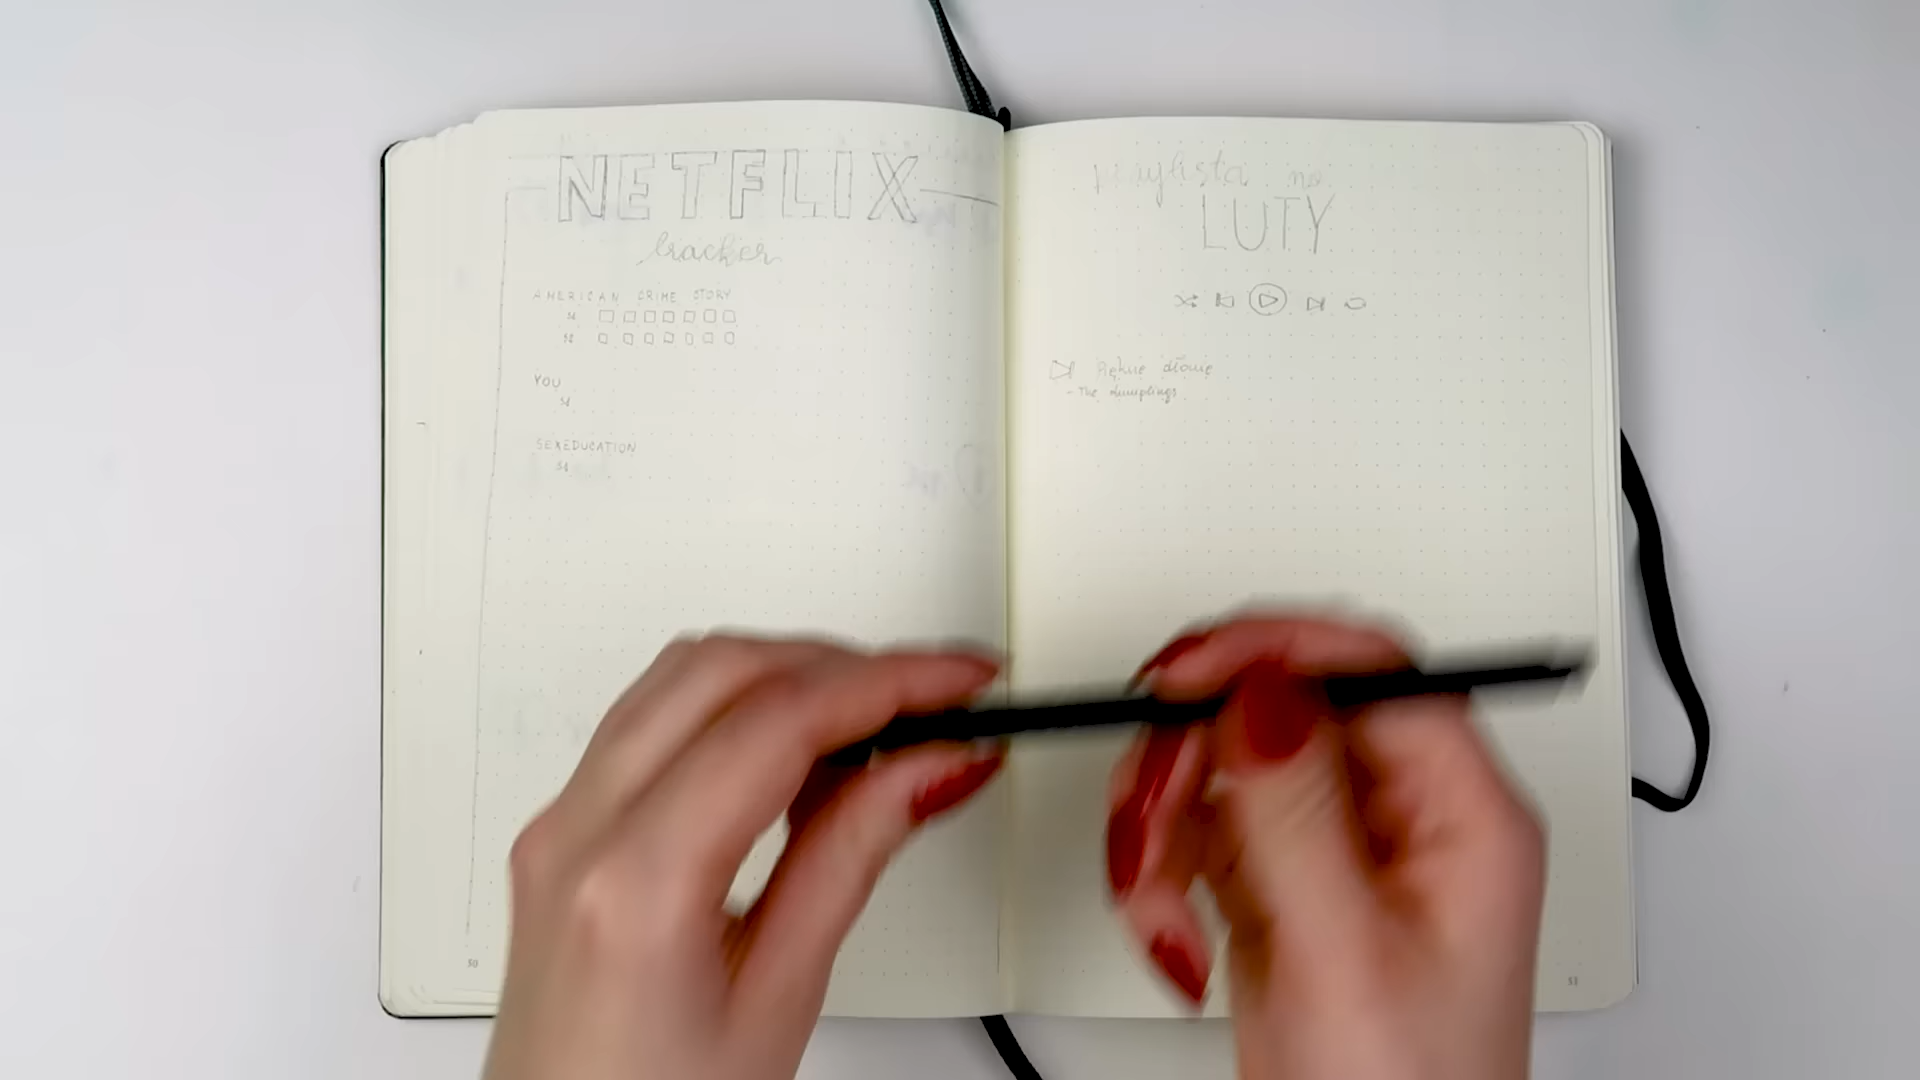 NETFLIX
tracker
AMERICAN CRIME STORY
S1
S2
YOU
S1
SEXEDUCATION
S1
50
playlista na
LUTY
Piękne dłonie
- The dumplings
51